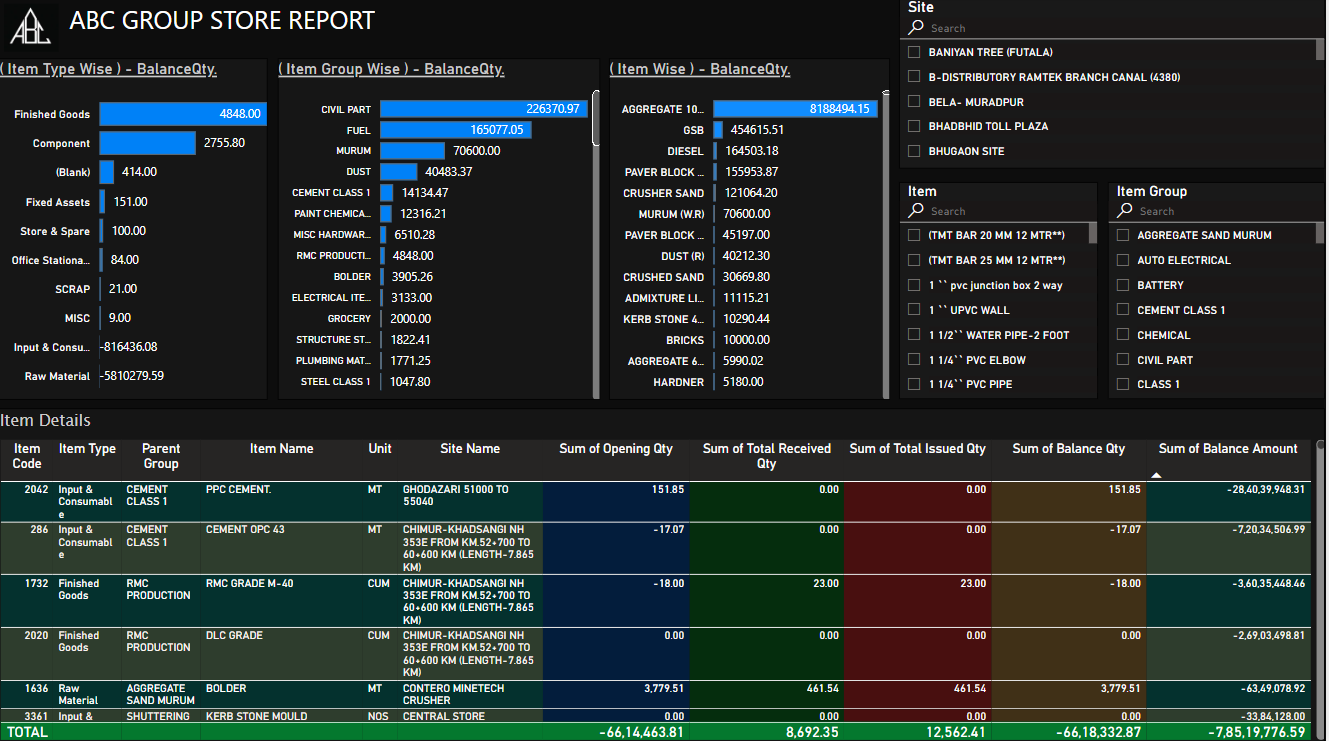 ABL
ABC GROUP STORE REPORT
( Item Type Wise ) - BalanceQty.
Finished Goods 4848.00
Component 2755.80
(Blank) 414.00
Fixed Assets 151.00
Store & Spare 100.00
Office Stationa... 84.00
SCRAP 21.00
MISC 9.00
Input & Consu... -816436.08
Raw Material -5810279.59
( Item Group Wise ) - BalanceQty.
CIVIL PART 226370.97
FUEL 165077.05
MURUM 70600.00
DUST 40483.37
CEMENT CLASS 1 14134.47
PAINT CHEMICA... 12316.21
MISC HARDWAR... 6510.28
RMC PRODUCTI... 4848.00
BOLDER 3905.26
ELECTRICAL ITE... 3133.00
GROCERY 2000.00
STRUCTURE ST... 1822.41
PLUMBING MAT... 1771.25
STEEL CLASS 1 1047.80
( Item Wise ) - BalanceQty.
AGGREGATE 10... 8188494.15
GSB 454615.51
DIESEL 164503.18
PAVER BLOCK ... 155953.87
CRUSHER SAND 121064.20
MURUM (W.R) 70600.00
PAVER BLOCK ... 45197.00
DUST (R) 40212.30
CRUSHED SAND 30669.80
ADMIXTURE LI... 11115.21
KERB STONE 4... 10290.44
BRICKS 10000.00
AGGREGATE 6... 5990.02
HARDNER 5180.00
Site
Search
BANIYAN TREE (FUTALA)
B-DISTRIBUTORY RAMTEK BRANCH CANAL (4380)
BELA- MURADPUR
BHADBHID TOLL PLAZA
BHUGAON SITE
Item
Search
(TMT BAR 20 MM 12 MTR**)
(TMT BAR 25 MM 12 MTR**)
1 `` pvc junction box 2 way
1 `` UPVC WALL
1 1/2`` WATER PIPE-2 FOOT
1 1/4`` PVC ELBOW
1 1/4`` PVC PIPE
Item Group
Search
AGGREGATE SAND MURUM
AUTO ELECTRICAL
BATTERY
CEMENT CLASS 1
CHEMICAL
CIVIL PART
CLASS 1
Item Details
Item Item Type Parent Item Name Unit Site Name Sum of Opening Qty Sum of Total Received Sum of Total Issued Qty Sum of Balance Qty Sum of Balance Amount
Code Group Qty
2042 Input & CEMENT PPC CEMENT. MT GHODAZARI 51000 TO 151.85 0.00 0.00 151.85 -28,40,39,948.31
Consumabl CLASS 1 55040
e
286 Input & CEMENT CEMENT OPC 43 MT CHIMUR-KHADSANGI NH -17.07 0.00 0.00 -17.07 -7,20,34,506.99
Consumabl CLASS 1 353E FROM KM.52+700 TO
e 60+600 KM (LENGTH-7.865
KM)
1732 Finished RMC RMC GRADE M-40 CUM CHIMUR-KHADSANGI NH -18.00 23.00 23.00 -18.00 -3,60,35,448.46
Goods PRODUCTION 353E FROM KM.52+700 TO
60+600 KM (LENGTH-7.865
KM)
2020 Finished RMC DLC GRADE CUM CHIMUR-KHADSANGI NH 0.00 0.00 0.00 0.00 -2,69,03,498.81
Goods PRODUCTION 353E FROM KM.52+700 TO
60+600 KM (LENGTH-7.865
KM)
1636 Raw AGGREGATE BOLDER MT CONTERO MINETECH 3,779.51 461.54 461.54 3,779.51 -63,49,078.92
Material SAND MURUM CRUSHER
3361 Input & SHUTTERING KERB STONE MOULD NOS CENTRAL STORE 0.00 0.00 0.00 0.00 -33,84,128.00
TOTAL -66,14,463.81 8,692.35 12,562.41 -66,18,332.87 -7,85,19,776.59